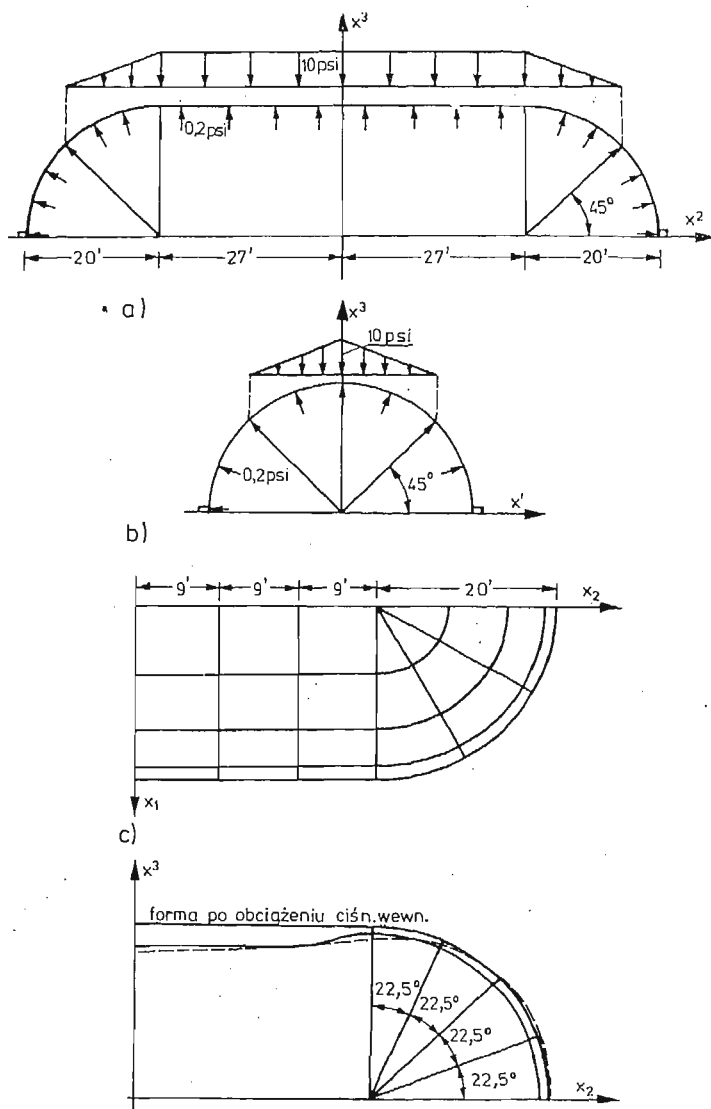 x³
10 psi
0,2 psi
45°
x²
20' 27' 27' 20'
a)
x³
10 psi
0,2psi
45°
x'
b)
9' 9' 9' 20'
x₂
x₁
c)
x³
forma po obciążeniu ciśn. wewn.
22,5°
22,5°
22,5°
22,5°
x₂